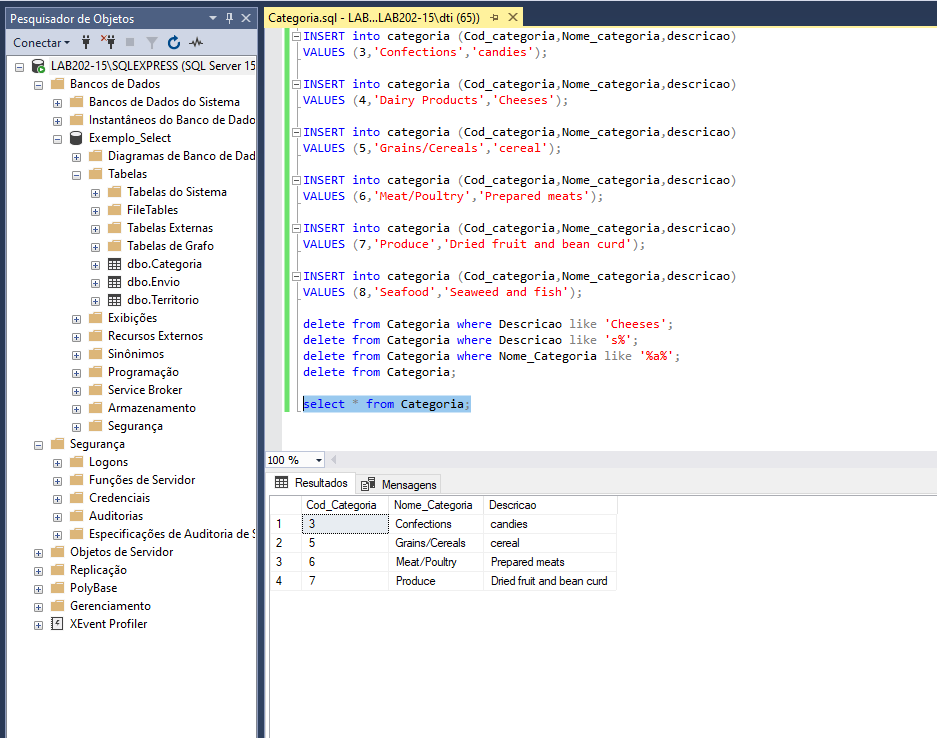 Pesquisador de Objetos
Conectar
LAB202-15\SQLEXPRESS (SQL Server 15
Bancos de Dados
Bancos de Dados do Sistema
Instantâneos do Banco de Dado
Exemplo_Select
Diagramas de Banco de Dad
Tabelas
Tabelas do Sistema
FileTables
Tabelas Externas
Tabelas de Grafo
dbo.Categoria
dbo.Envio
dbo.Territorio
Exibições
Recursos Externos
Sinônimos
Programação
Service Broker
Armazenamento
Segurança
Segurança
Logons
Funções de Servidor
Credenciais
Auditorias
Especificações de Auditoria de S
Objetos de Servidor
Replicação
PolyBase
Gerenciamento
XEvent Profiler
Categoria.sql - LAB...LAB202-15\dti (65))
INSERT into categoria (Cod_categoria,Nome_categoria,descricao)
VALUES (3,'Confections','candies');
INSERT into categoria (Cod_categoria,Nome_categoria,descricao)
VALUES (4,'Dairy Products','Cheeses');
INSERT into categoria (Cod_categoria,Nome_categoria,descricao)
VALUES (5,'Grains/Cereals','cereal');
INSERT into categoria (Cod_categoria,Nome_categoria,descricao)
VALUES (6,'Meat/Poultry','Prepared meats');
INSERT into categoria (Cod_categoria,Nome_categoria,descricao)
VALUES (7,'Produce','Dried fruit and bean curd');
INSERT into categoria (Cod_categoria,Nome_categoria,descricao)
VALUES (8,'Seafood','Seaweed and fish');
delete from Categoria where Descricao like 'Cheeses';
delete from Categoria where Descricao like 's%';
delete from Categoria where Nome_Categoria like '%a%';
delete from Categoria;
select * from Categoria;
100 %
Resultados Mensagens
Cod_Categoria Nome_Categoria Descricao
1 3 Confections candies
2 5 Grains/Cereals cereal
3 6 Meat/Poultry Prepared meats
4 7 Produce Dried fruit and bean curd